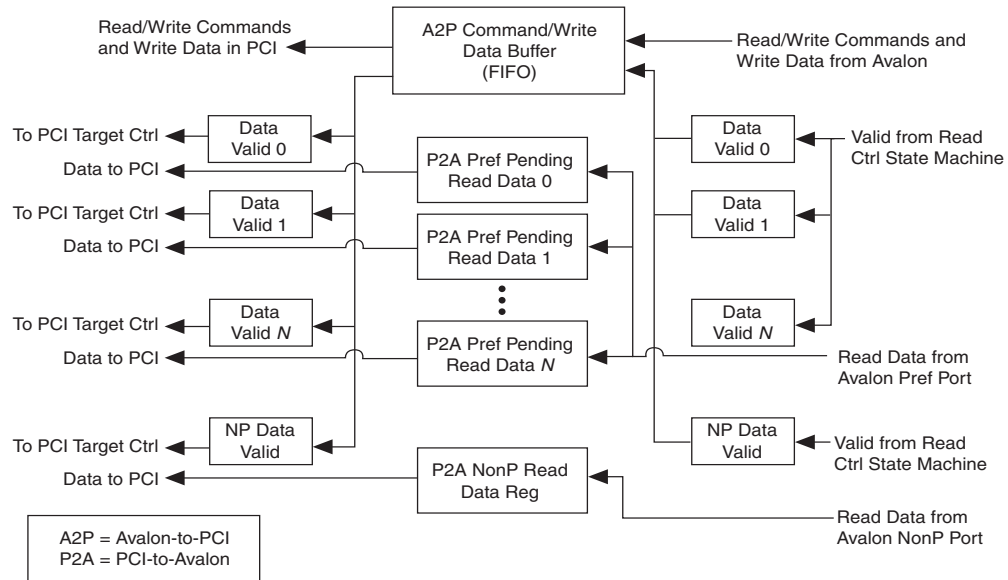 Read/Write Commands
and Write Data in PCI
A2P Command/Write
Data Buffer
(FIFO)
Read/Write Commands and
Write Data from Avalon
To PCI Target Ctrl
Data
Valid 0
Data to PCI
P2A Pref Pending
Read Data 0
Data
Valid 0
Valid from Read
Ctrl State Machine
To PCI Target Ctrl
Data
Valid 1
Data to PCI
P2A Pref Pending
Read Data 1
Data
Valid 1
To PCI Target Ctrl
Data
Valid N
Data to PCI
P2A Pref Pending
Read Data N
Data
Valid N
Read Data from
Avalon Pref Port
To PCI Target Ctrl
NP Data
Valid
Data to PCI
P2A NonP Read
Data Reg
NP Data
Valid
Valid from Read
Ctrl State Machine
Read Data from
Avalon NonP Port
A2P = Avalon-to-PCI
P2A = PCI-to-Avalon